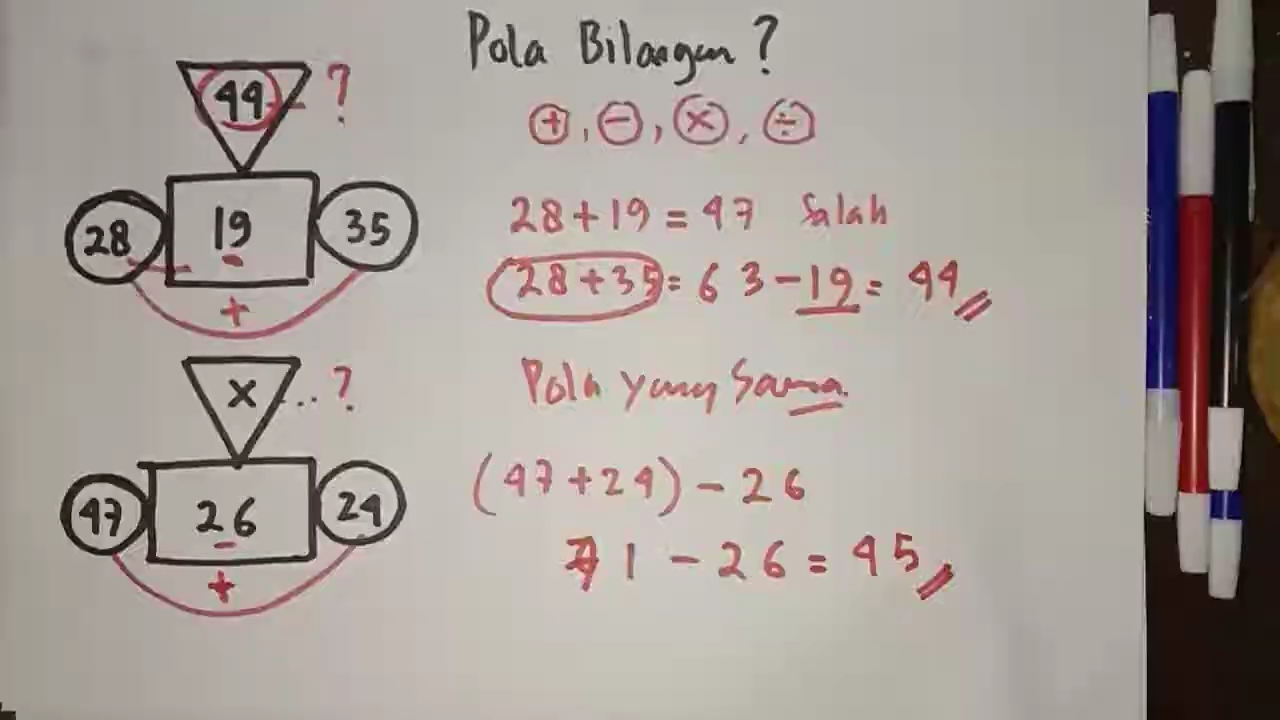 Pola Bilangan ?
+, -, ×, ÷
44 ?
28 19 35
+
28 + 19 = 47 Salah
28 + 35 = 63 - 19 = 44
x ..?
47 26 24
+
Pola yang Sama
(47 + 24) - 26
71 - 26 = 45